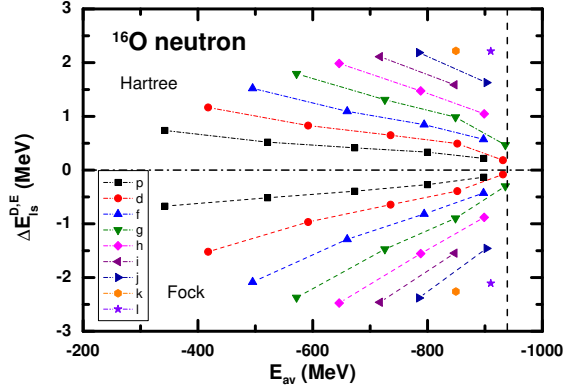 ¹⁶O neutron
Hartree
Fock
3
2
1
0
-1
-2
-3
ΔE_ls^{D,E} (MeV)
p
d
f
g
h
i
j
k
l
-200 -400 -600 -800 -1000
E_av (MeV)